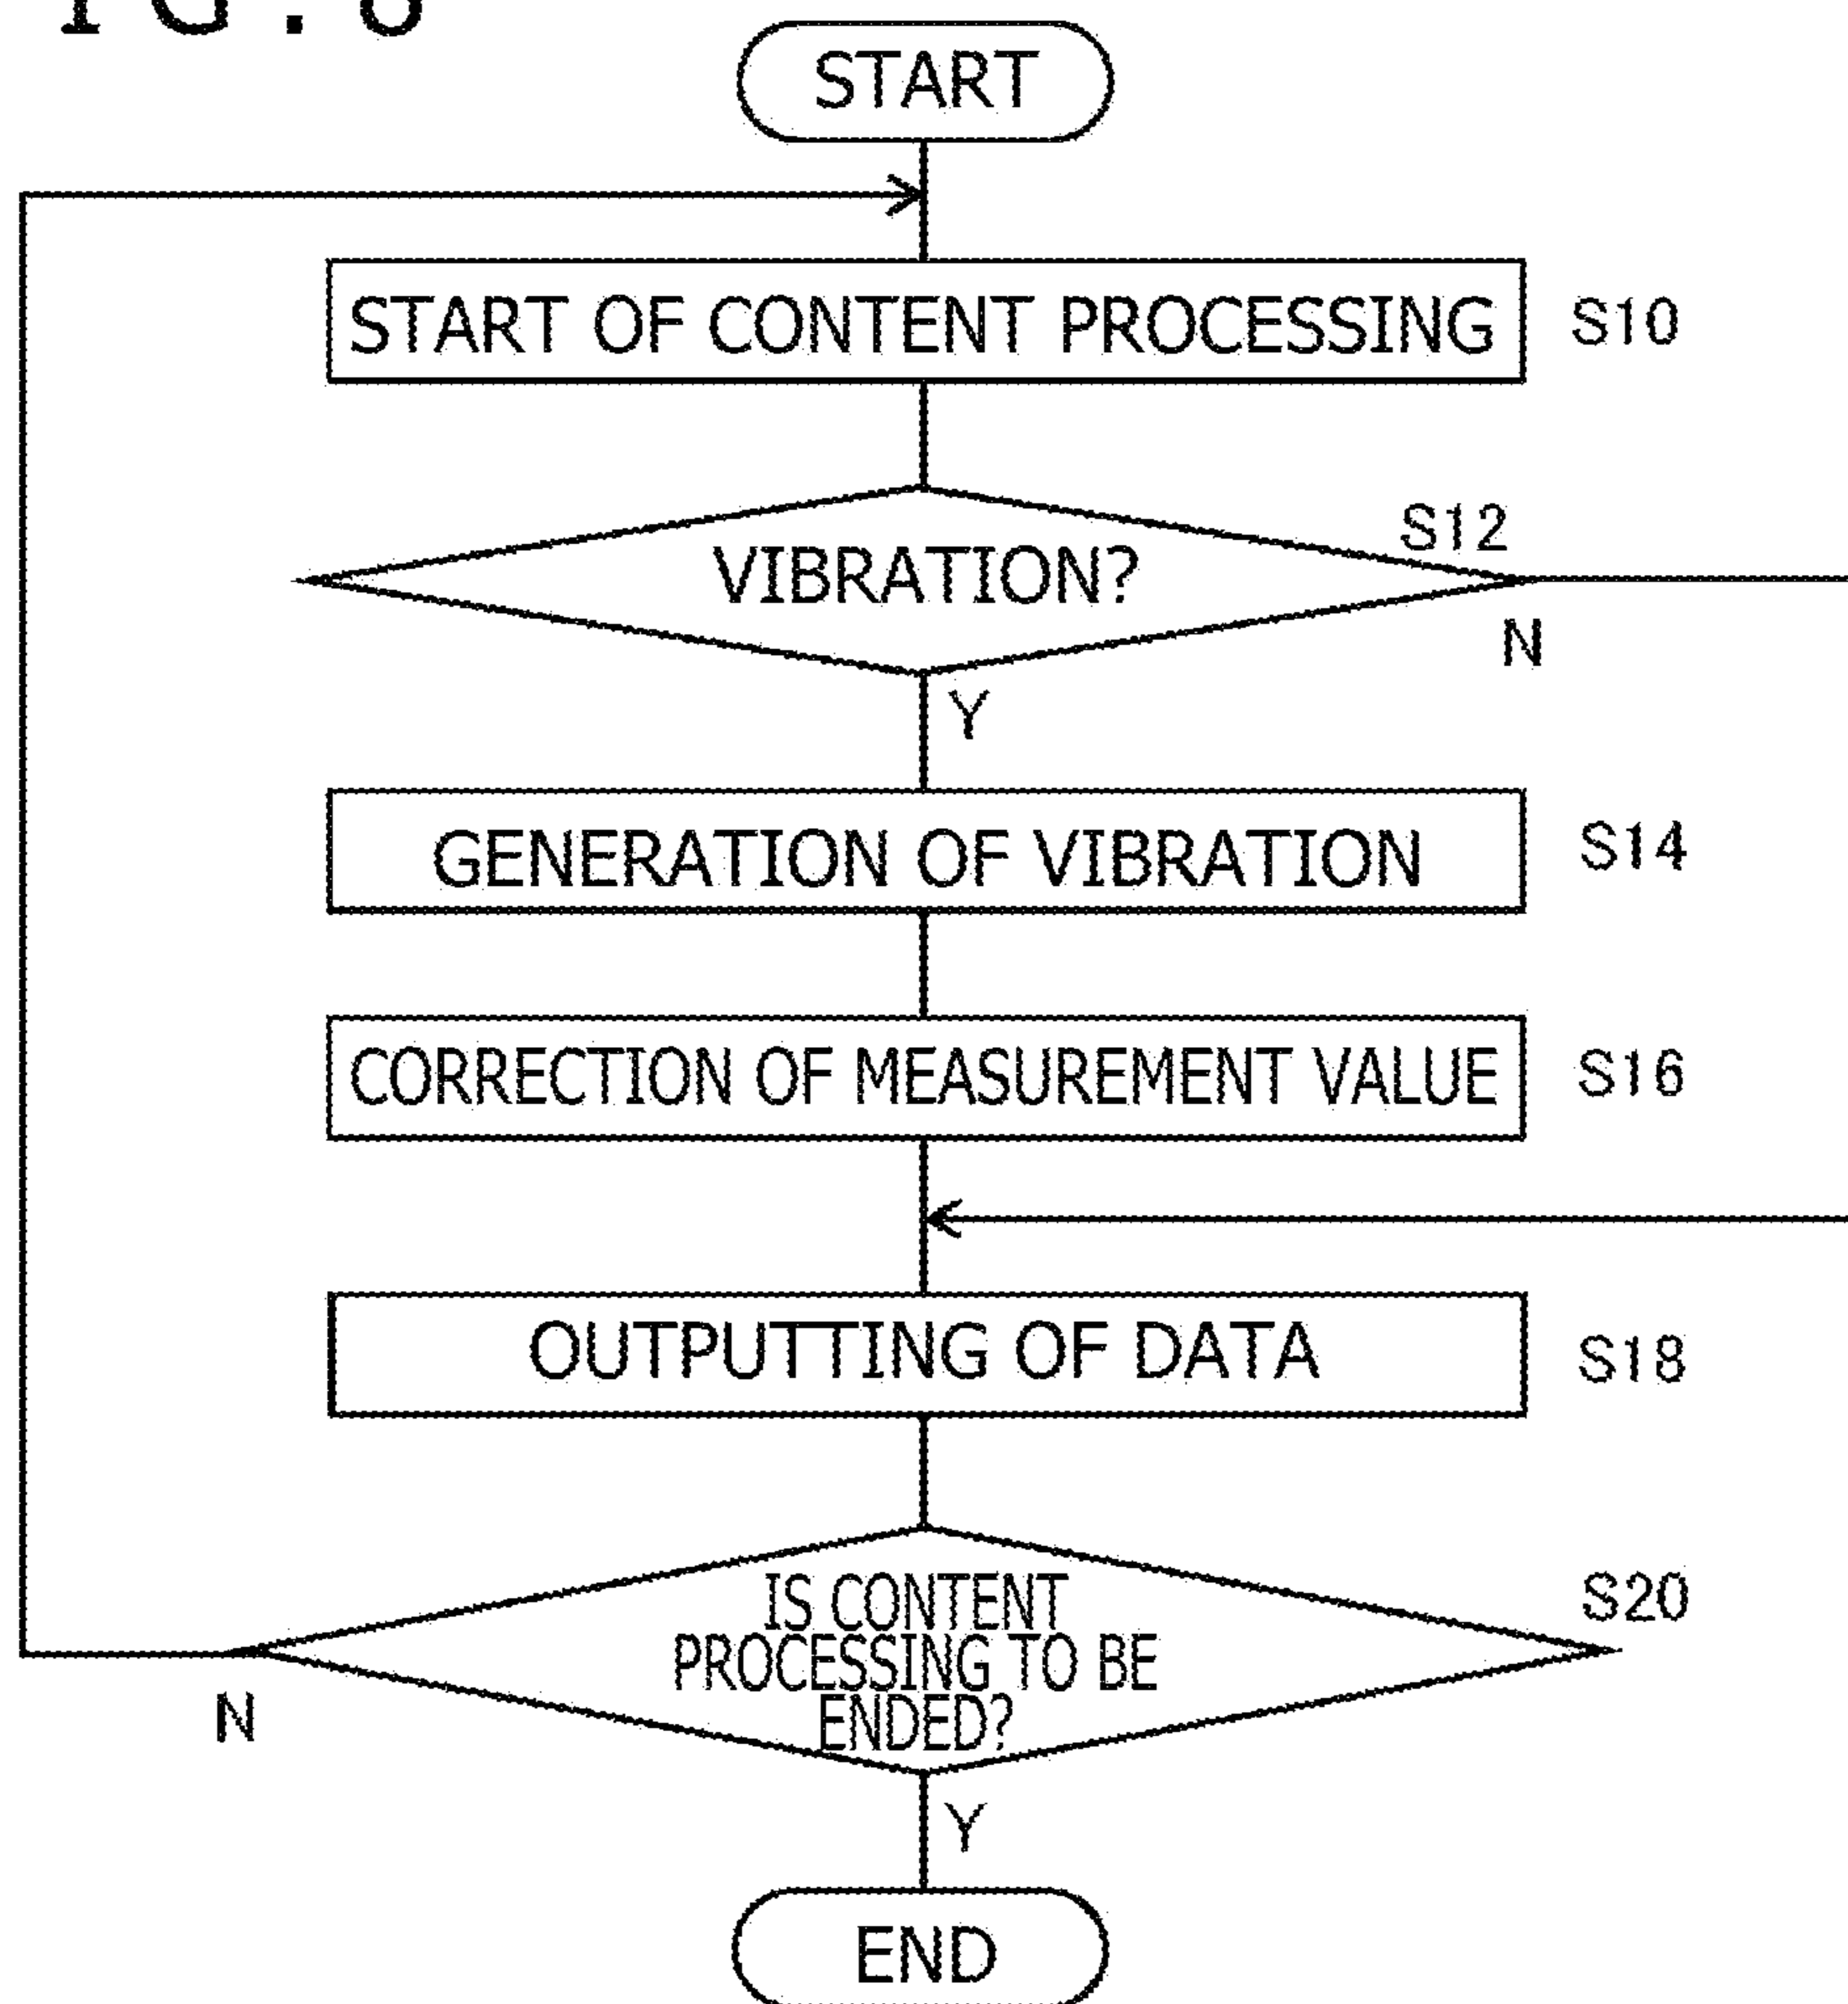 START
START OF CONTENT PROCESSING
S10
S12
VIBRATION?
N
Y
GENERATION OF VIBRATION
S14
CORRECTION OF MEASUREMENT VALUE
S16
OUTPUTTING OF DATA
S18
IS CONTENT
S20
PROCESSING TO BE
ENDED?
N
Y
END